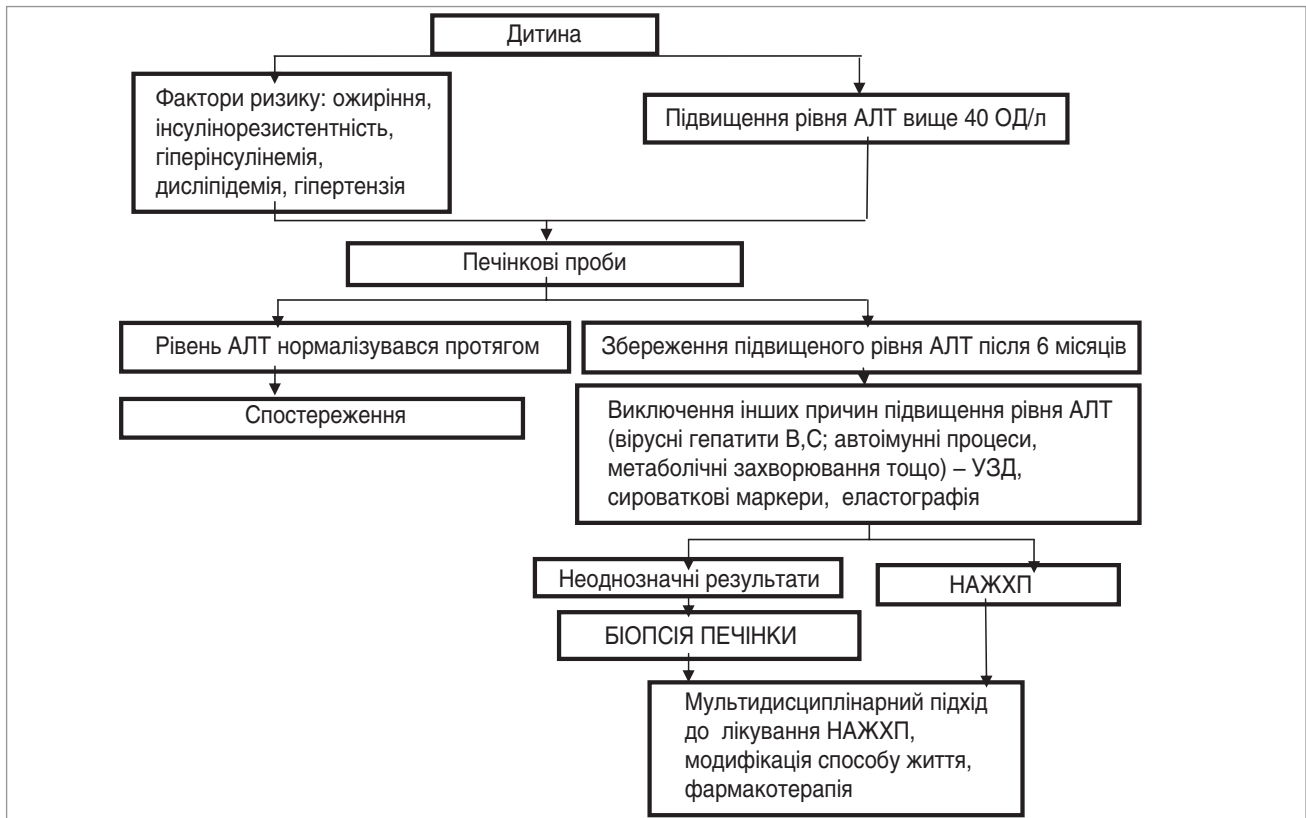 Дитина
Фактори ризику: ожиріння,
інсулінорезистентність,
гіперінсулінемія,
дисліпідемія, гіпертензія
Підвищення рівня АЛТ вище 40 ОД/л
Печінкові проби
Рівень АЛТ нормалізувався протягом
Збереження підвищеного рівня АЛТ після 6 місяців
Спостереження
Виключення інших причин підвищення рівня АЛТ
(вірусні гепатити В,С; автоімунні процеси,
метаболічні захворювання тощо) – УЗД,
сироваткові маркери, еластографія
Неоднозначні результати
НАЖХП
БІОПСІЯ ПЕЧІНКИ
Мультидисциплінарний підхід
до лікування НАЖХП,
модифікація способу життя,
фармакотерапія